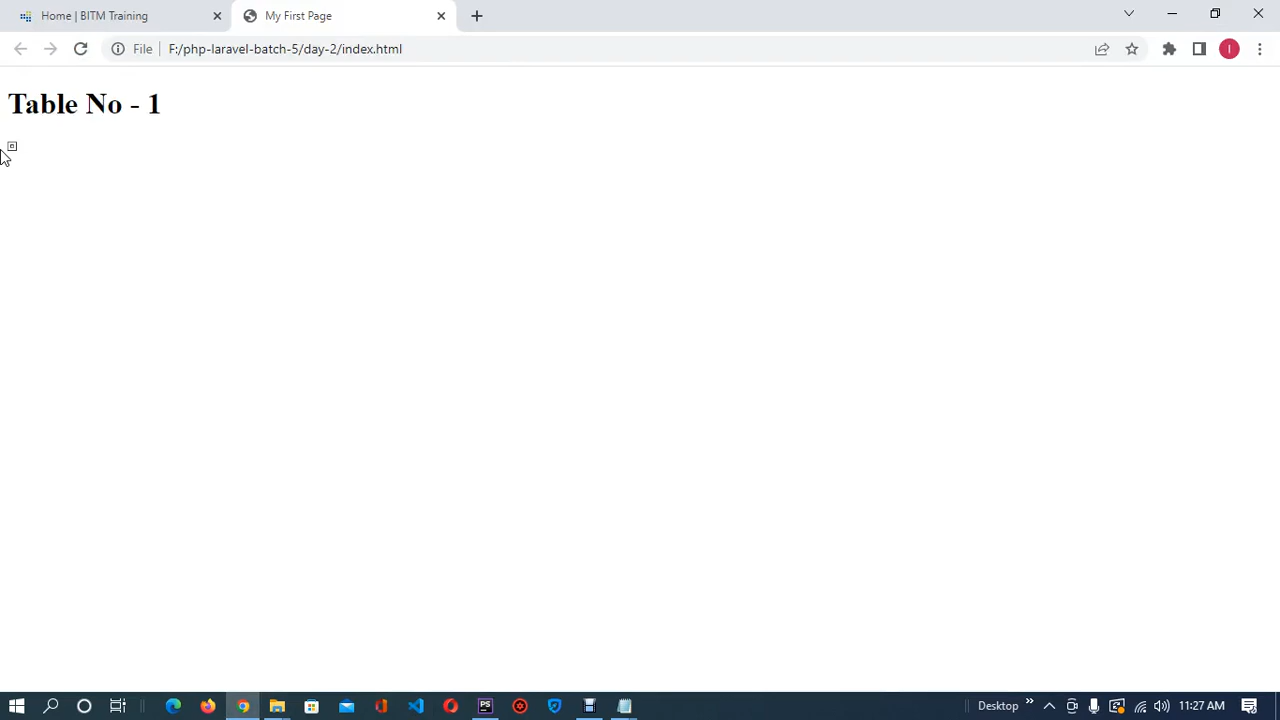 Home | BITM Training
My First Page
File
F:/php-laravel-batch-5/day-2/index.html
I
Table No - 1
PS
Desktop
11:27 AM